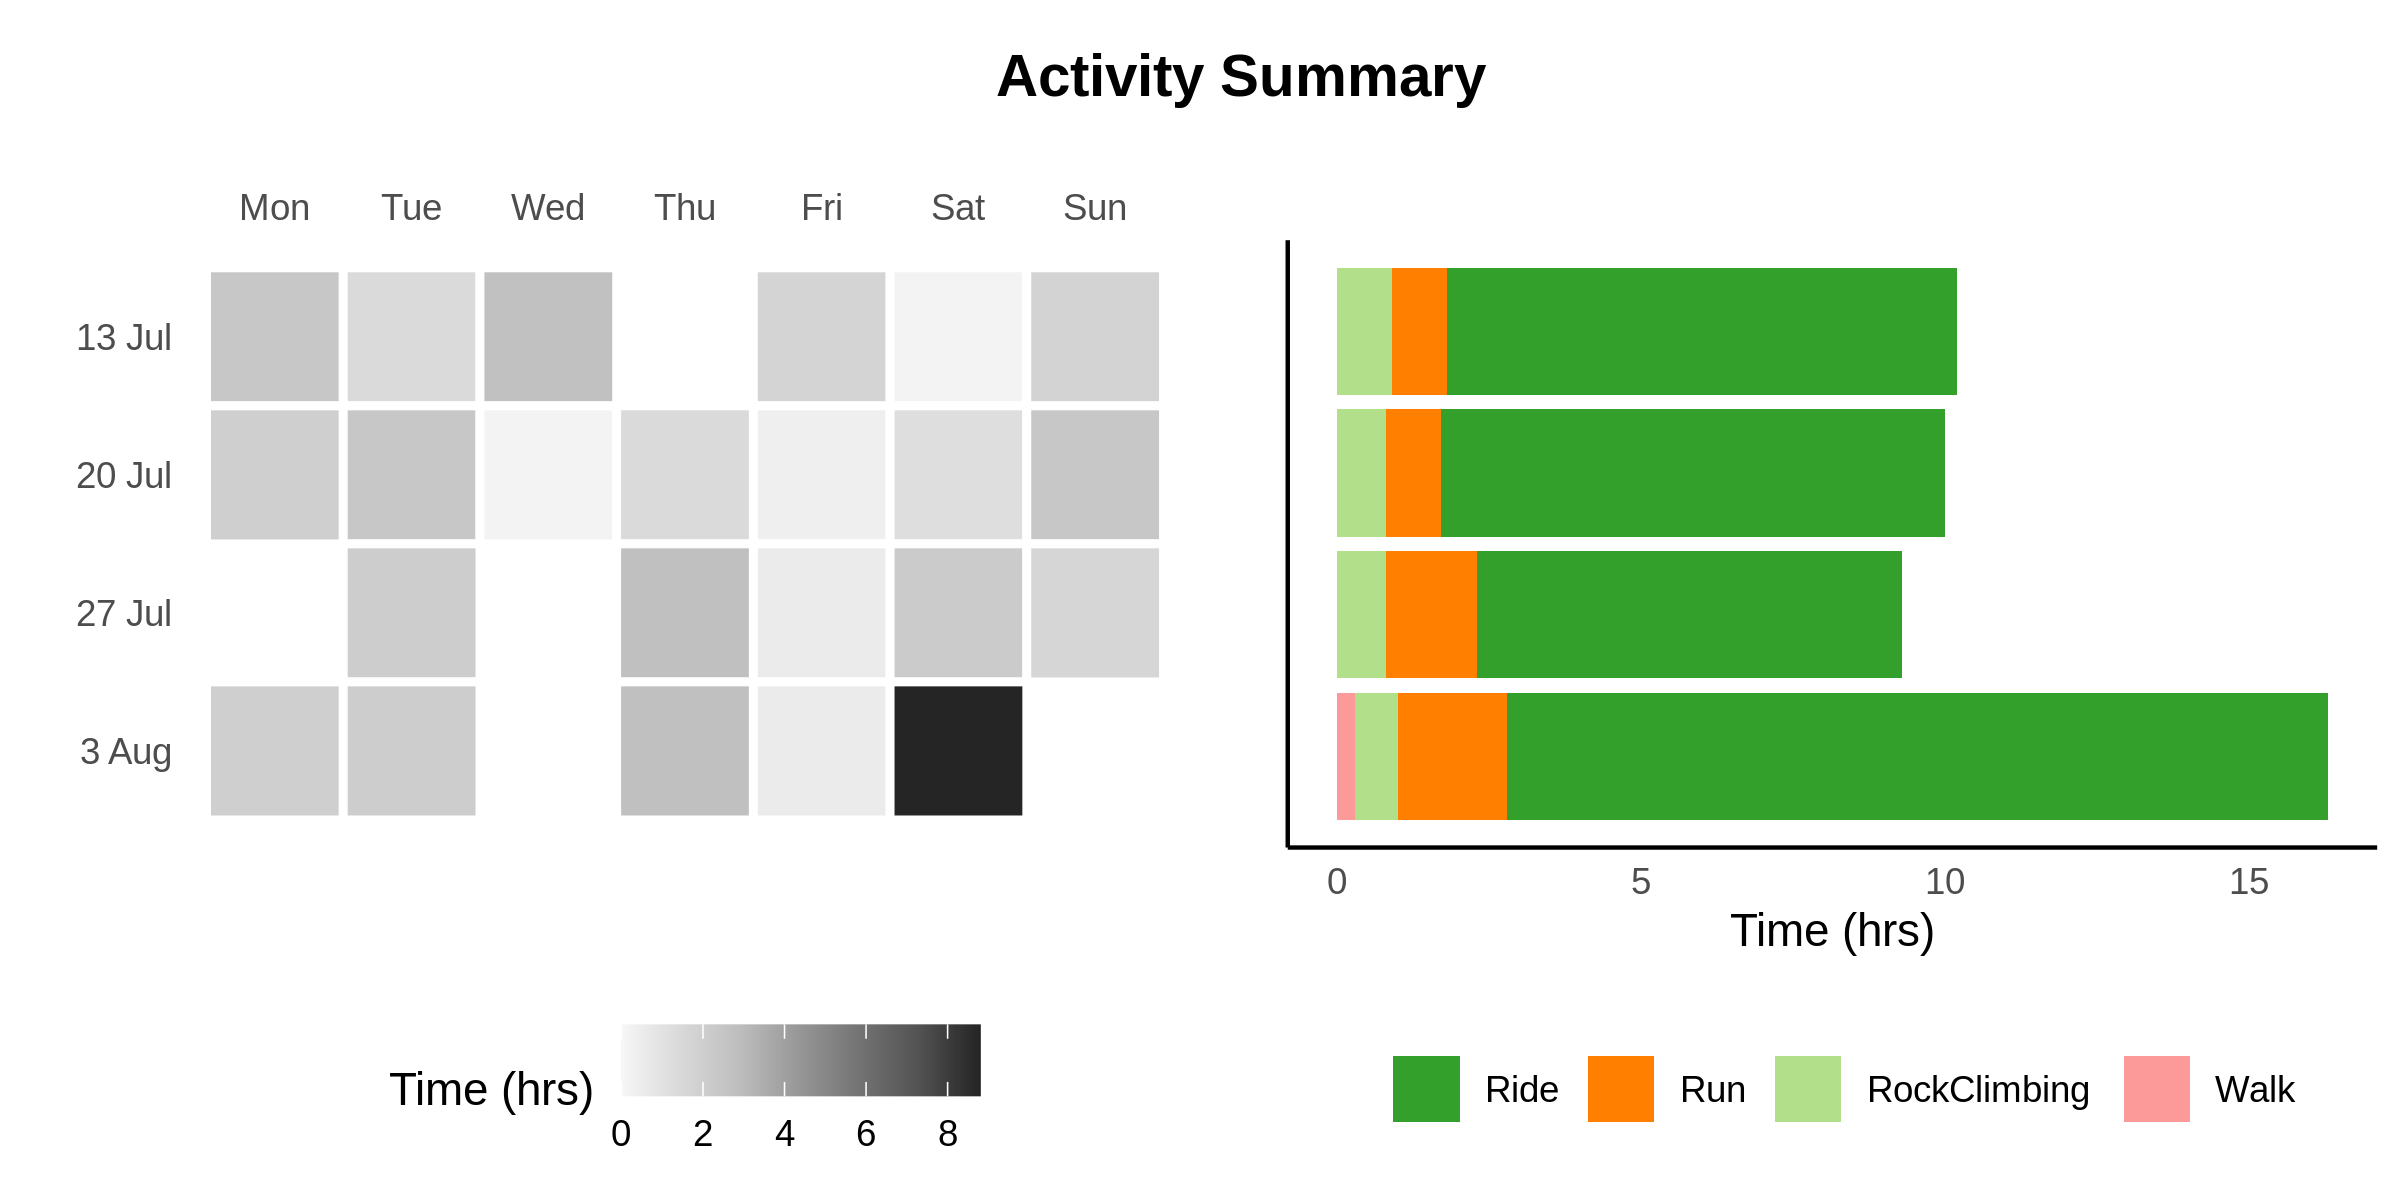 Activity Summary
Mon Tue Wed Thu Fri Sat Sun
13 Jul
20 Jul
27 Jul
3 Aug
0 5 10 15
Time (hrs)
Time (hrs)
0 2 4 6 8
Ride Run RockClimbing Walk